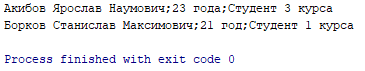 Акибов Ярослав Наумович;23 года;Студент 3 курса
Борков Станислав Максимович;21 год;Студент 1 курса
Process finished with exit code 0